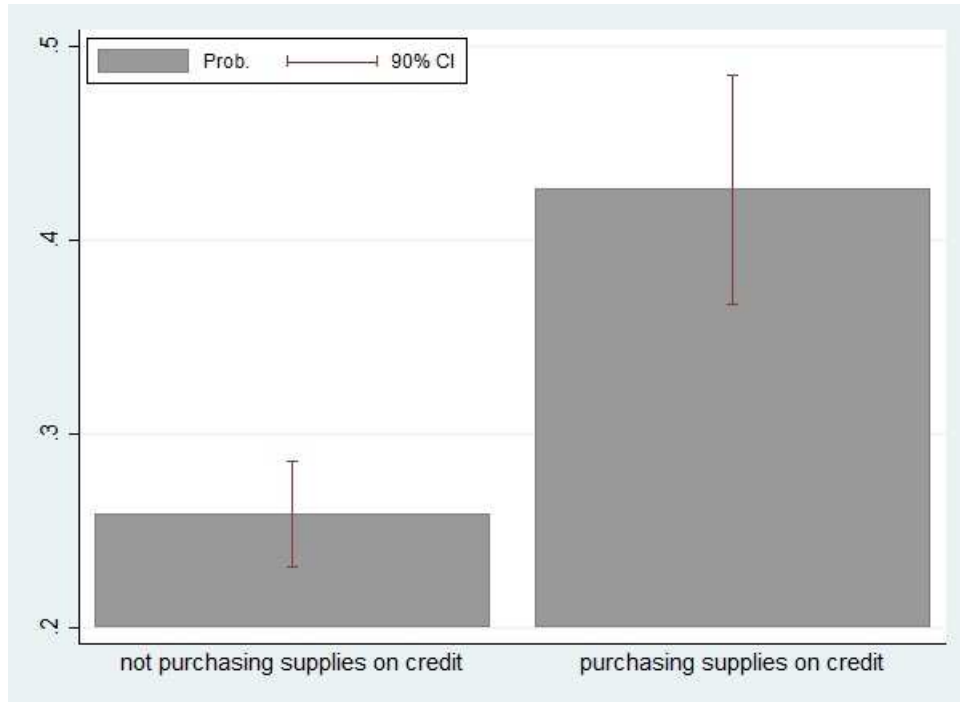 .5
Prob. 90% CI
.4
.3
.2
not purchasing supplies on credit purchasing supplies on credit